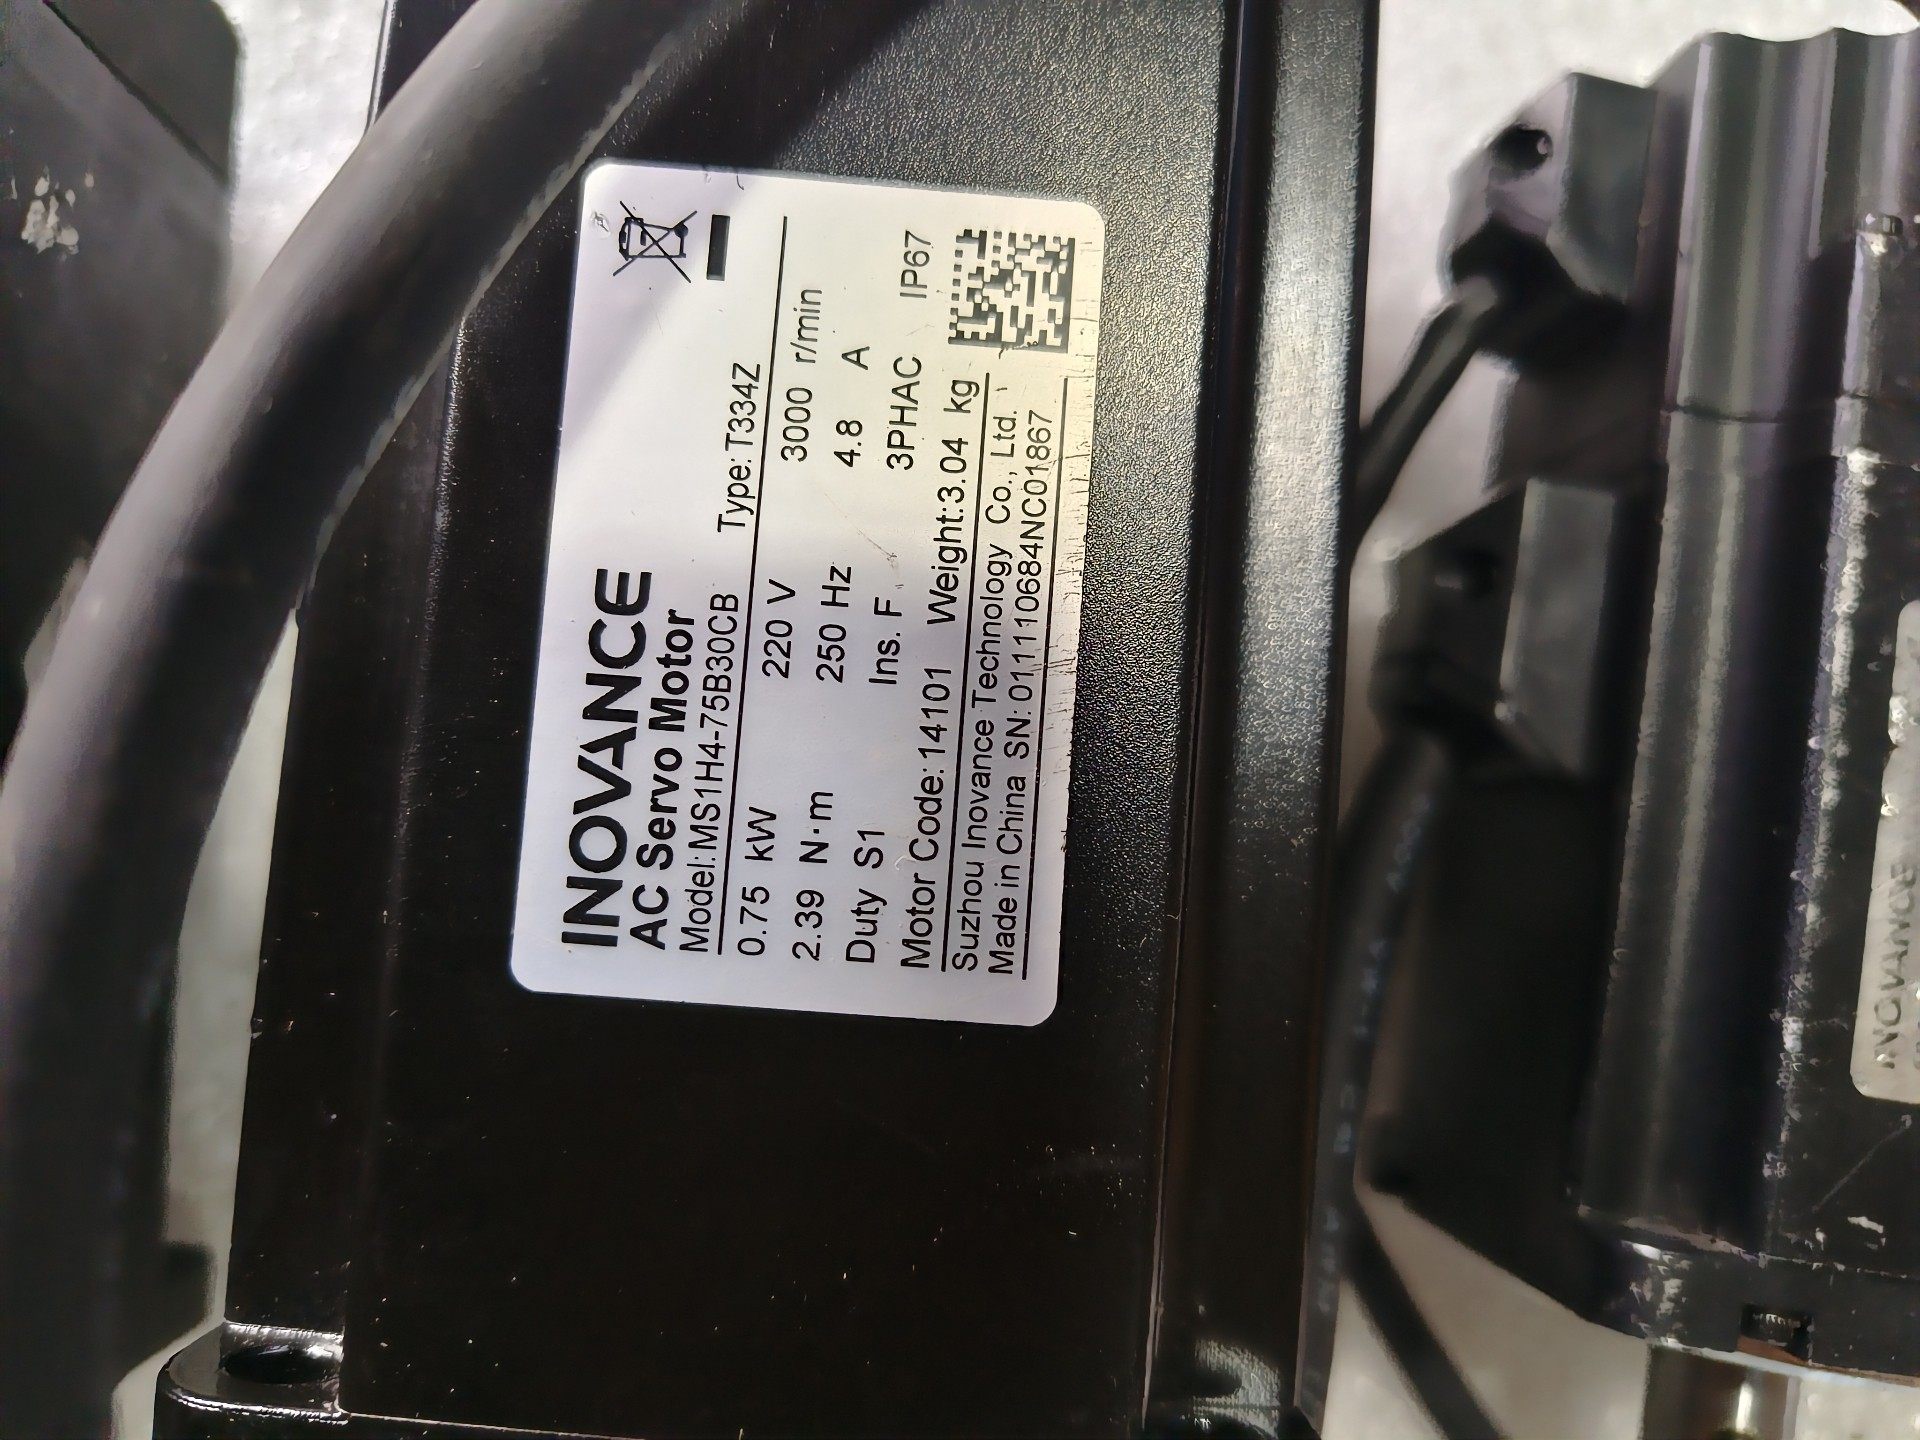 INOVANCE
AC Servo Motor
Model: MS1H4-75B30CB Type: T334Z
0.75 kW 220 V 3000 r/min
2.39 N·m 250 Hz 4.8 A
Duty S1 Ins. F 3PHAC IP67
Motor Code: 14101 Weight:3.04 kg
Suzhou Inovance Technology Co., Ltd.
Made in China SN: 0111110684NC01867
INOVANCE